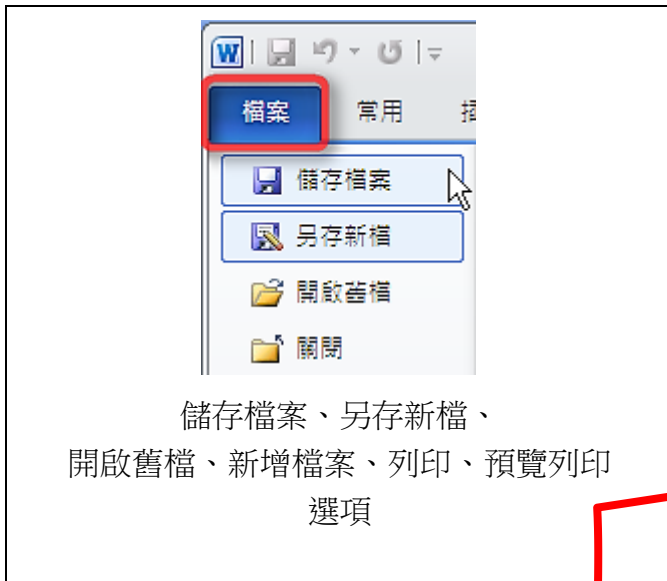 W
檔案 常用 插
儲存檔案
另存新檔
開啟舊檔
關閉
儲存檔案、另存新檔、
開啟舊檔、新增檔案、列印、預覽列印
選項